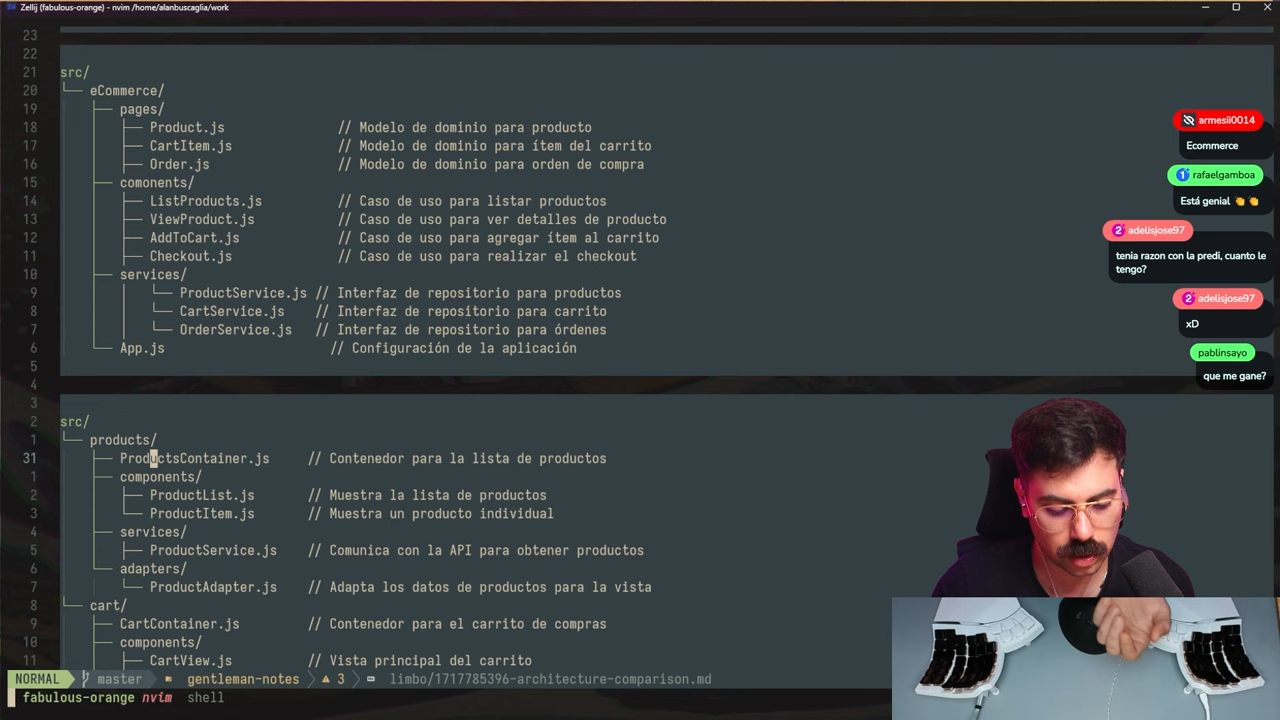 Zellij (fabulous-orange) - nvim /home/alanbuscaglia/work
23
22
21 src/
20 └── eCommerce/
19 ├── pages/
18 │ ├── Product.js // Modelo de dominio para producto
17 │ ├── CartItem.js // Modelo de dominio para ítem del carrito
16 │ ├── Order.js // Modelo de dominio para orden de compra
15 ├── comonents/
14 │ ├── ListProducts.js // Caso de uso para listar productos
13 │ ├── ViewProduct.js // Caso de uso para ver detalles de producto
12 │ ├── AddToCart.js // Caso de uso para agregar ítem al carrito
11 │ ├── Checkout.js // Caso de uso para realizar el checkout
10 ├── services/
9 │ │ └── ProductService.js // Interfaz de repositorio para productos
8 │ │ └── CartService.js // Interfaz de repositorio para carrito
7 │ │ └── OrderService.js // Interfaz de repositorio para órdenes
6 └── App.js // Configuración de la aplicación
5
4
3
2 src/
1 └── products/
31 ├── ProductsContainer.js // Contenedor para la lista de productos
1 ├── components/
2 │ ├── ProductList.js // Muestra la lista de productos
3 │ └── ProductItem.js // Muestra un producto individual
4 ├── services/
5 │ ├── ProductService.js // Comunica con la API para obtener productos
6 └── adapters/
7 └── ProductAdapter.js // Adapta los datos de productos para la vista
8 └── cart/
9 ├── CartContainer.js // Contenedor para el carrito de compras
10 ├── components/
11 │ ├── CartView.js // Vista principal del carrito
NORMAL master gentleman-notes 3 limbo/1717785396-architecture-comparison.md
fabulous-orange nvim shell
armesii0014
Ecommerce
1 rafaelgamboa
Está genial 👏 👏
2 adelisjose97
tenia razon con la predi, cuanto le
tengo?
2 adelisjose97
xD
pablinsayo
que me gane?